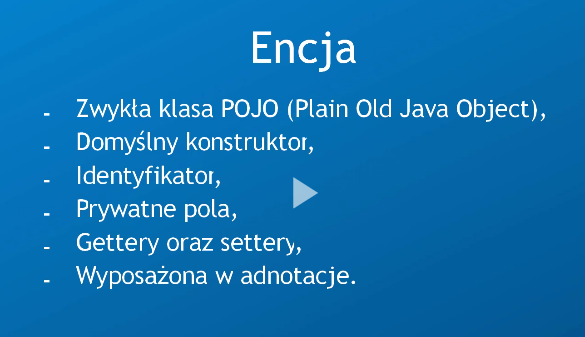 Encja
- Zwykła klasa POJO (Plain Old Java Object),
- Domyślny konstruktor,
- Identyfikator,
- Prywatne pola,
- Gettery oraz settery,
- Wyposażona w adnotacje.